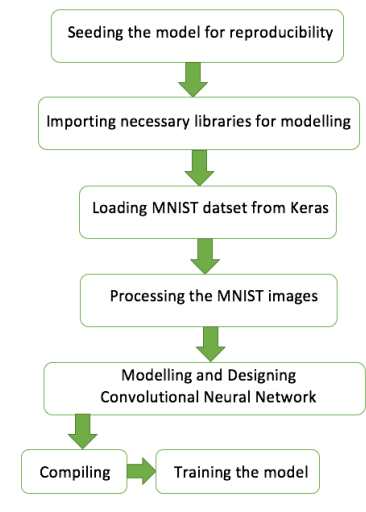 Seeding the model for reproducibility
Importing necessary libraries for modelling
Loading MNIST datset from Keras
Processing the MNIST images
Modelling and Designing
Convolutional Neural Network
Compiling
Training the model